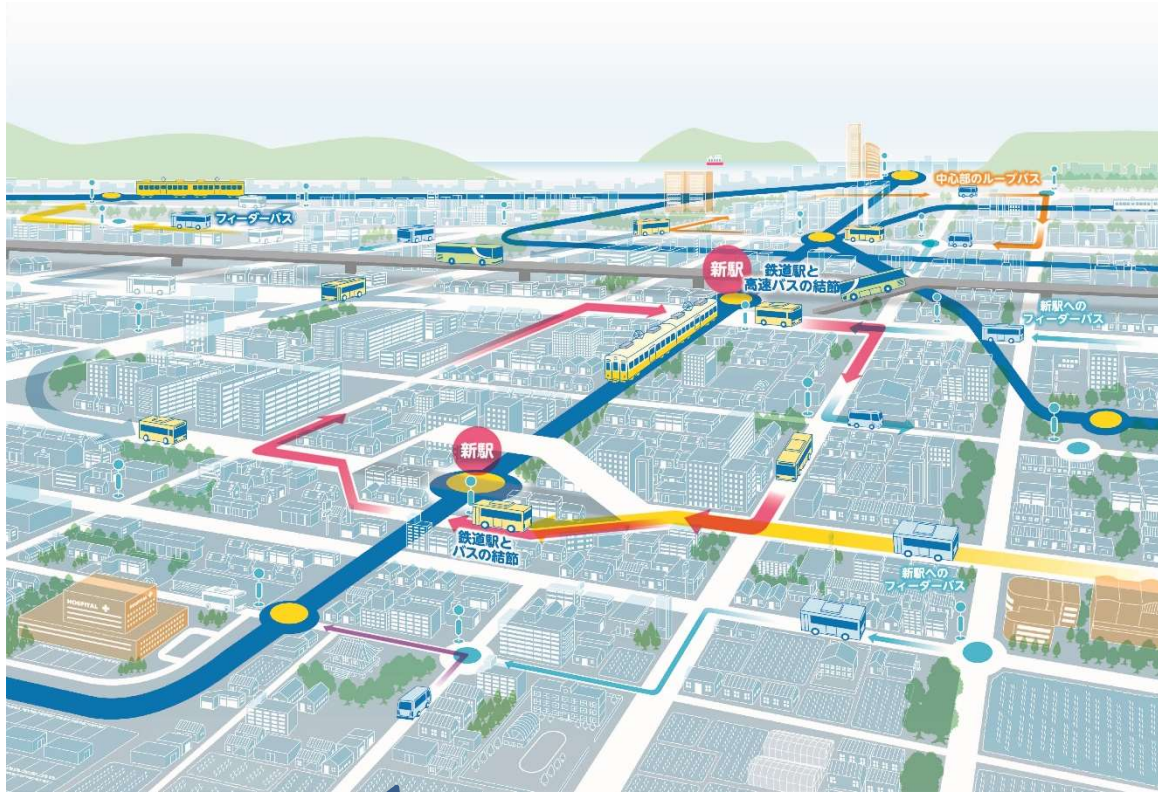 中心部のループバス
フィーダーバス
新駅
鉄道駅と
高速バスの結節
新駅への
フィーダーバス
新駅
鉄道駅と
バスの結節
新駅への
フィーダーバス
HOSPITAL